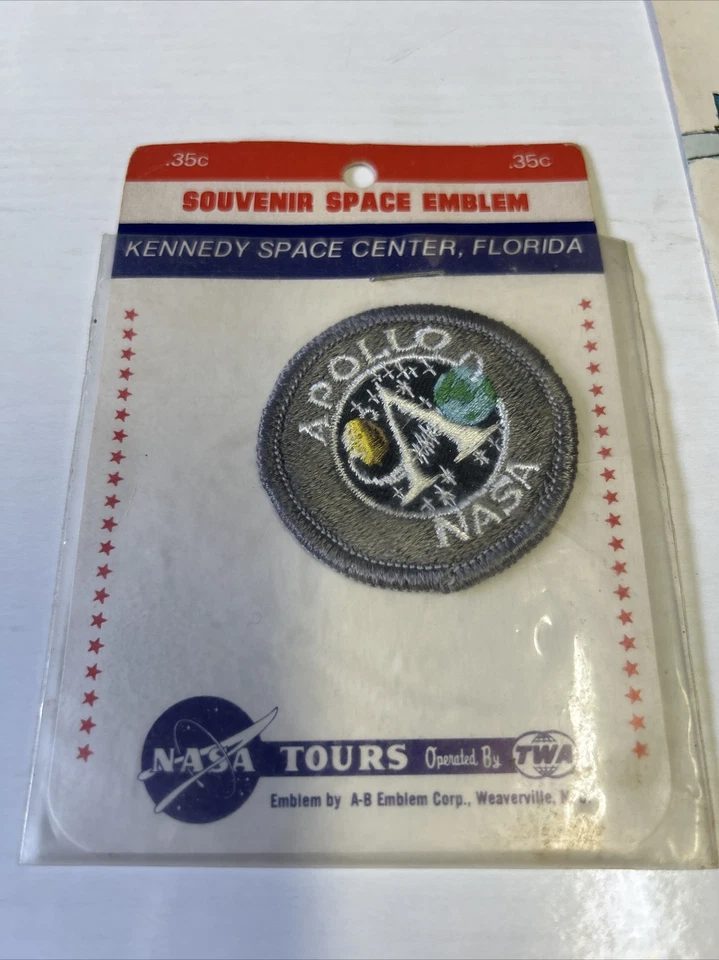 .35c .35c
SOUVENIR SPACE EMBLEM
KENNEDY SPACE CENTER, FLORIDA
APOLLO
A
NASA
NASA TOURS Operated By TWA
Emblem by A-B Emblem Corp., Weaverville,